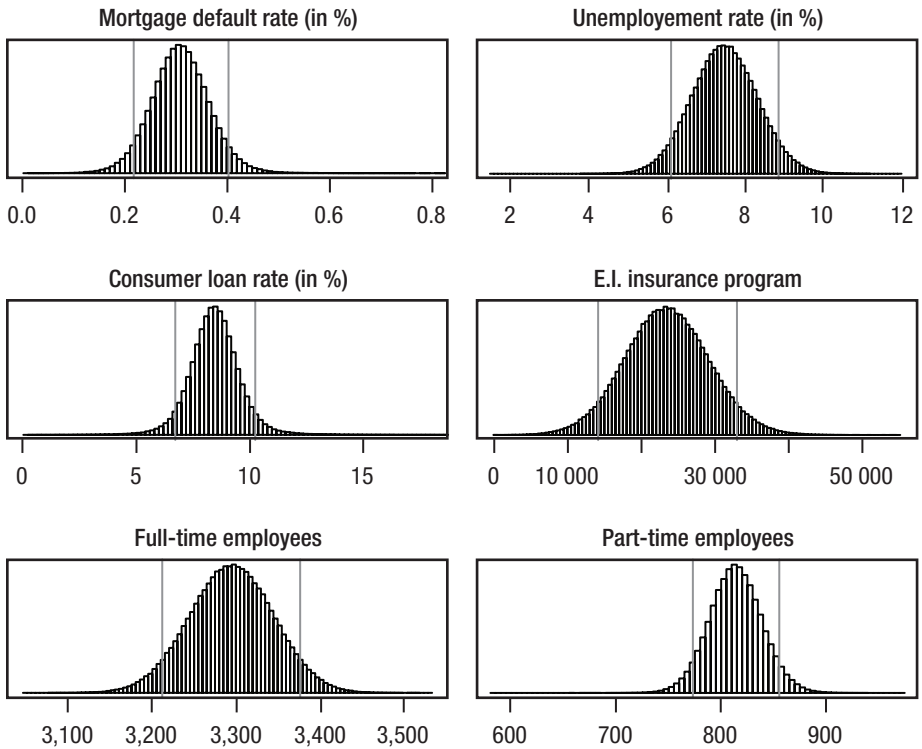 Mortgage default rate (in %)
Unemployement rate (in %)
0.0 0.2 0.4 0.6 0.8
2 4 6 8 10 12
Consumer loan rate (in %)
E.I. insurance program
0 5 10 15
0 10 000 30 000 50 000
Full-time employees
Part-time employees
3,100 3,200 3,300 3,400 3,500
600 700 800 900